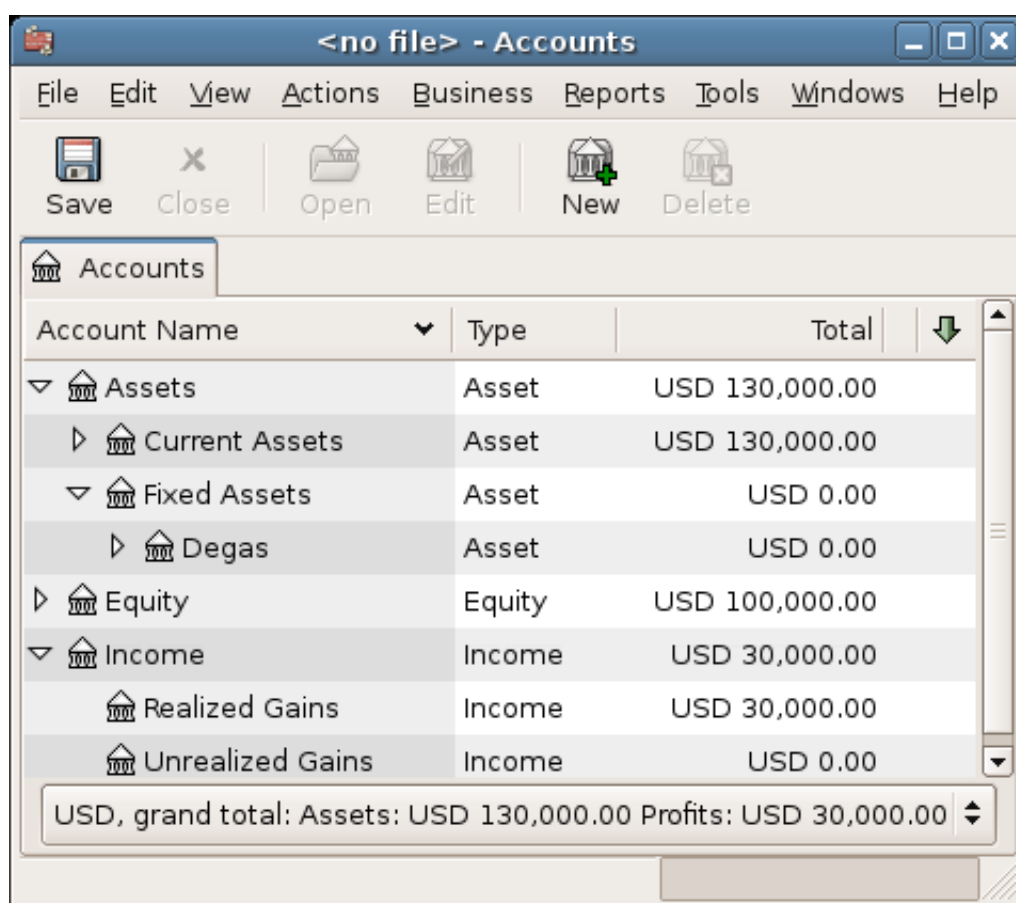 <no file> - Accounts
File Edit View Actions Business Reports Tools Windows Help
Save Close Open Edit New Delete
Accounts
Account Name Type Total
Assets Asset USD 130,000.00
Current Assets Asset USD 130,000.00
Fixed Assets Asset USD 0.00
Degas Asset USD 0.00
Equity Equity USD 100,000.00
Income Income USD 30,000.00
Realized Gains Income USD 30,000.00
Unrealized Gains Income USD 0.00
USD, grand total: Assets: USD 130,000.00 Profits: USD 30,000.00